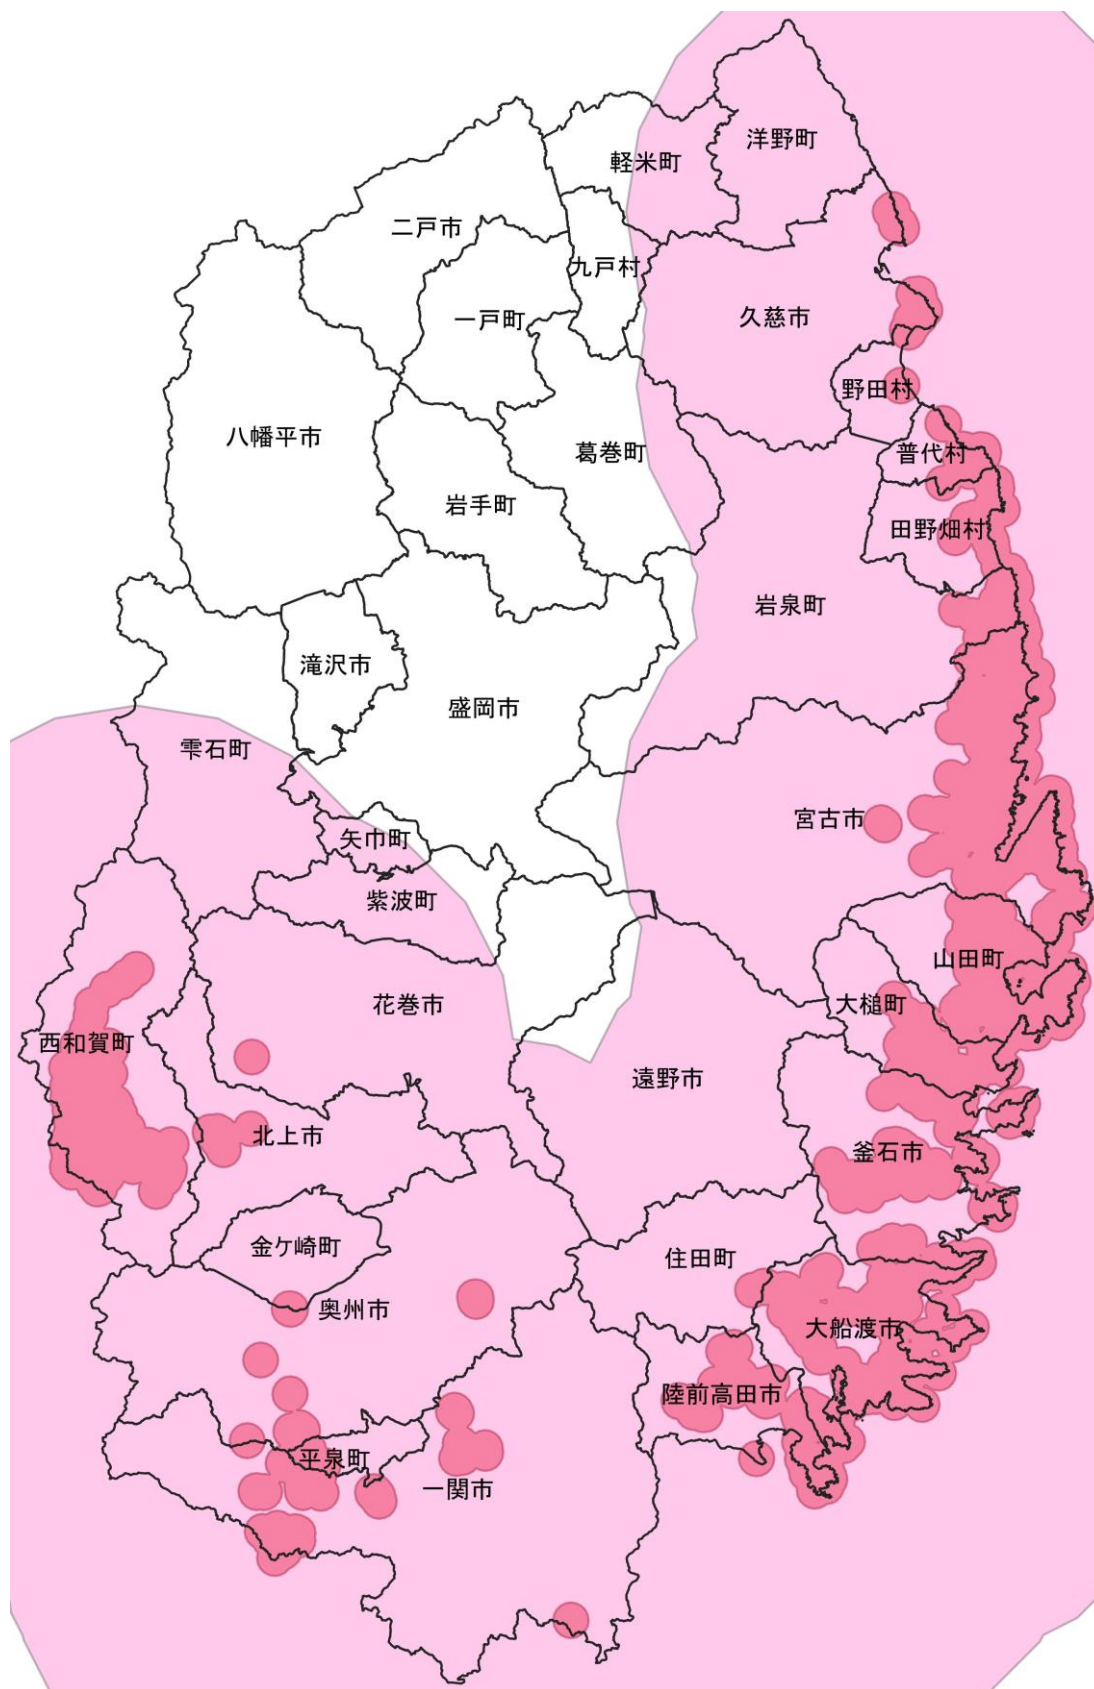 洋野町
軽米町
二戸市
九戸村
一戸町
久慈市
野田村
八幡平市
葛巻町
普代村
岩手町
田野畑村
岩泉町
滝沢市
盛岡市
雫石町
宮古市
矢巾町
紫波町
山田町
花巻市
大槌町
西和賀町
遠野市
北上市
釜石市
金ケ崎町
住田町
奥州市
大船渡市
陸前高田市
平泉町
一関市